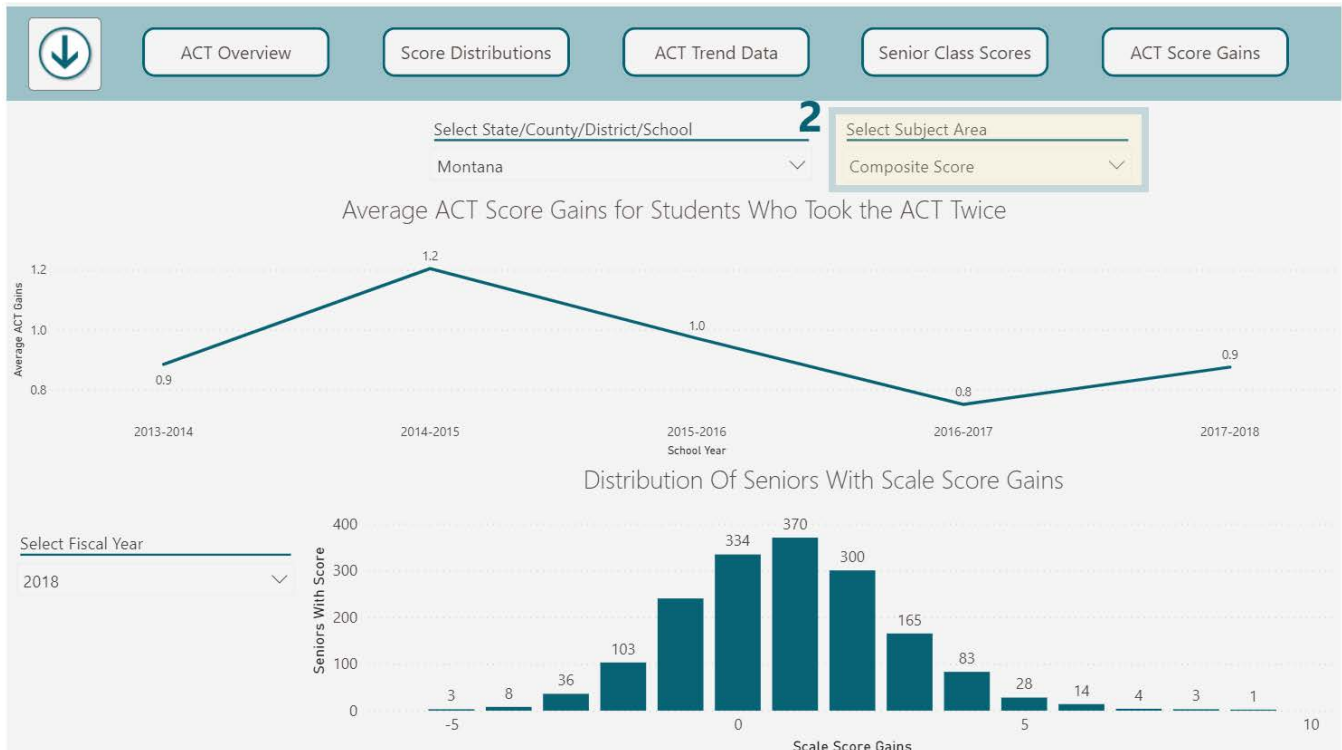 ACT Overview
Score Distributions
ACT Trend Data
Senior Class Scores
ACT Score Gains
2
Select State/County/District/School
Select Subject Area
Montana
Composite Score
Average ACT Score Gains for Students Who Took the ACT Twice
Average ACT Gains
1.2
1.0
0.8
0.9
1.2
1.0
0.8
0.9
2013-2014
2014-2015
2015-2016
2016-2017
2017-2018
School Year
Distribution Of Seniors With Scale Score Gains
Select Fiscal Year
2018
Seniors With Score
400
300
200
100
0
3
8
36
103
334
370
300
165
83
28
14
4
3
1
-5
0
5
10
Scale Score Gains